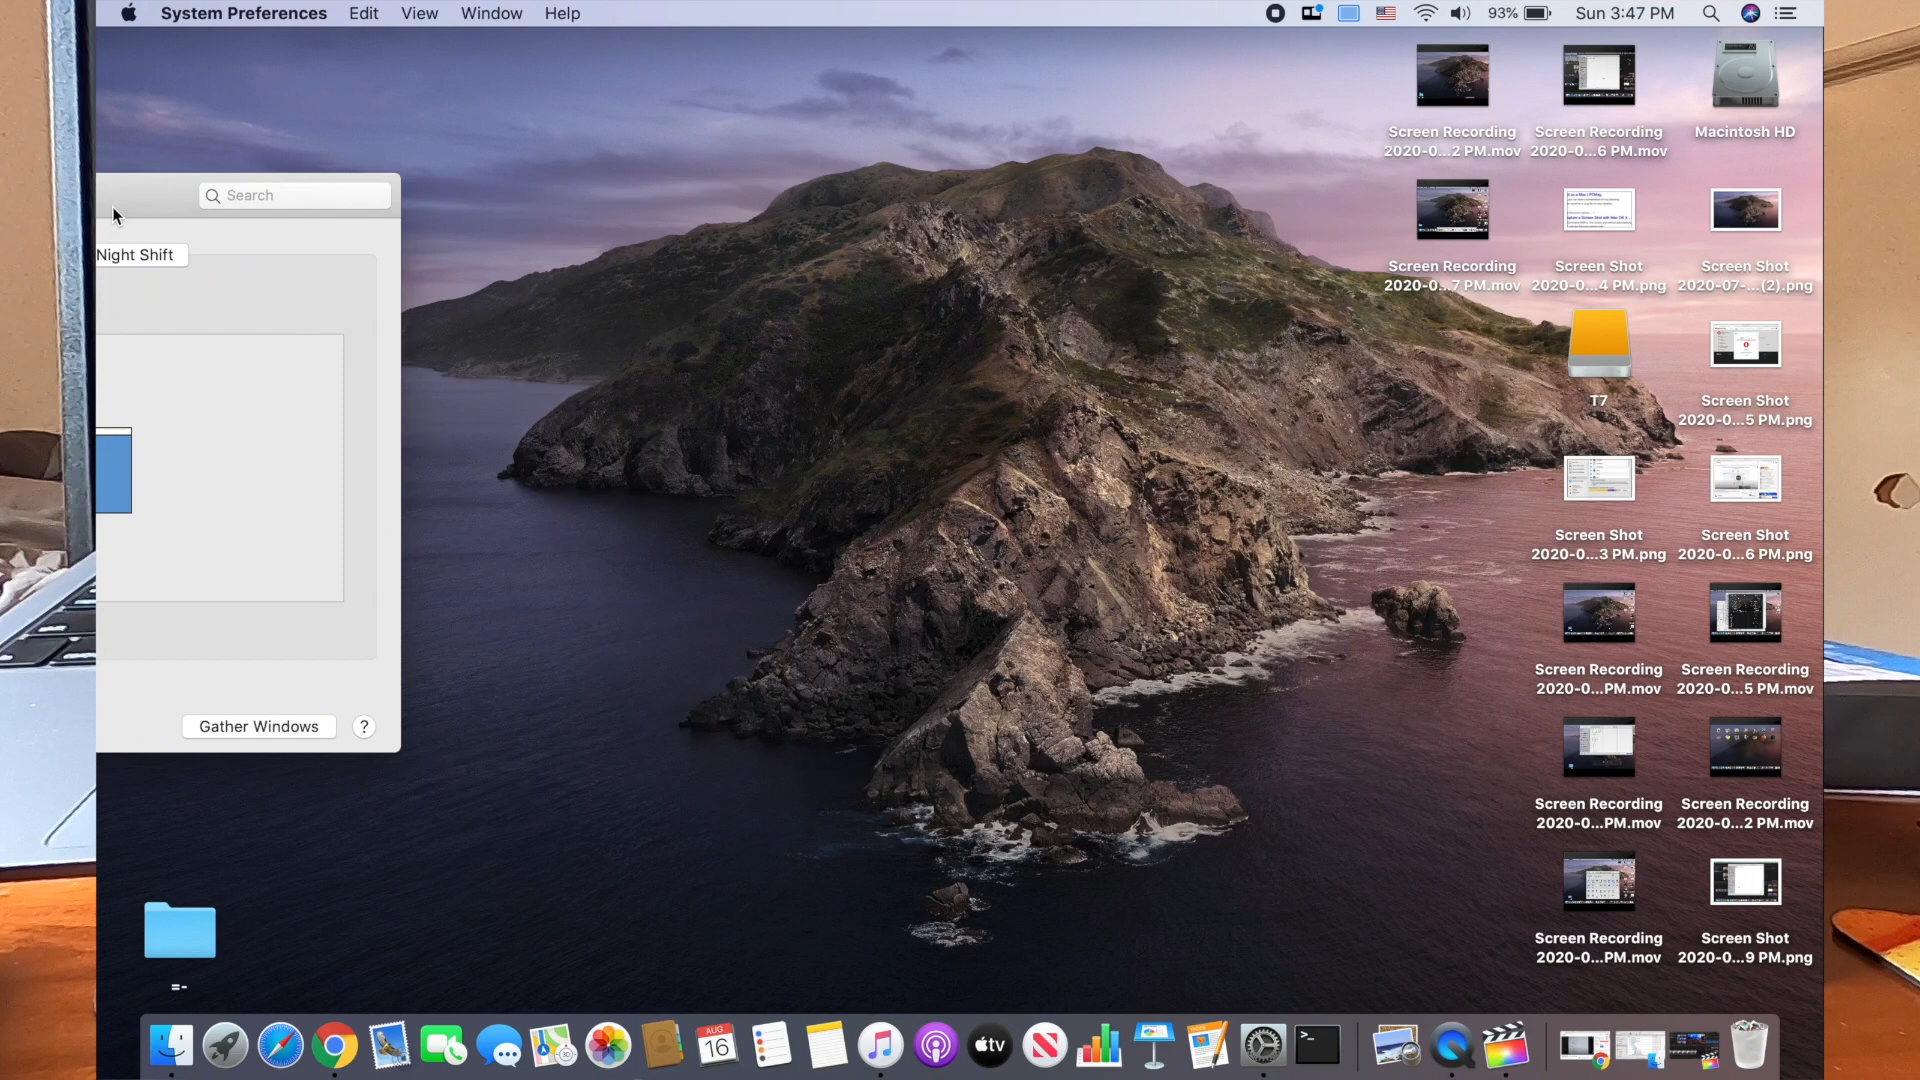 System Preferences Edit View Window Help
93% Sun 3:47 PM
Search
Night Shift
Gather Windows ?
Screen Recording
2020-0...2 PM.mov
Screen Recording
2020-0...6 PM.mov
Macintosh HD
Screen Recording
2020-0...7 PM.mov
Screen Shot
2020-0...4 PM.png
Screen Shot
2020-07-...(2).png
T7
Screen Shot
2020-0...5 PM.png
Screen Shot
2020-0...3 PM.png
Screen Shot
2020-0...6 PM.png
Screen Recording
2020-0...PM.mov
Screen Recording
2020-0...5 PM.mov
Screen Recording
2020-0...PM.mov
Screen Recording
2020-0...2 PM.mov
Screen Recording
2020-0...PM.mov
Screen Shot
2020-0...9 PM.png
=-
AUG
16
tv